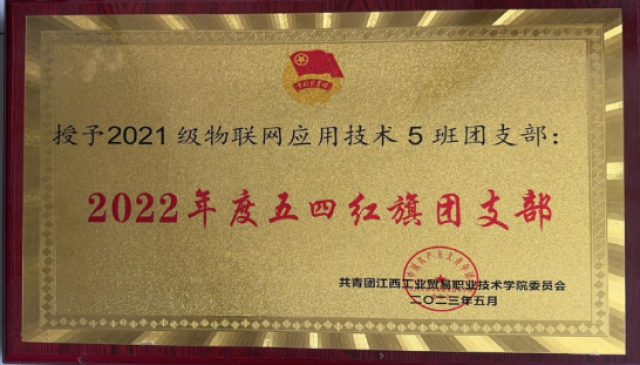 授予2021级物联网应用技术5班团支部：
2022年度五四红旗团支部
共青团江西工业贸易职业技术学院委员会
二〇二三年五月